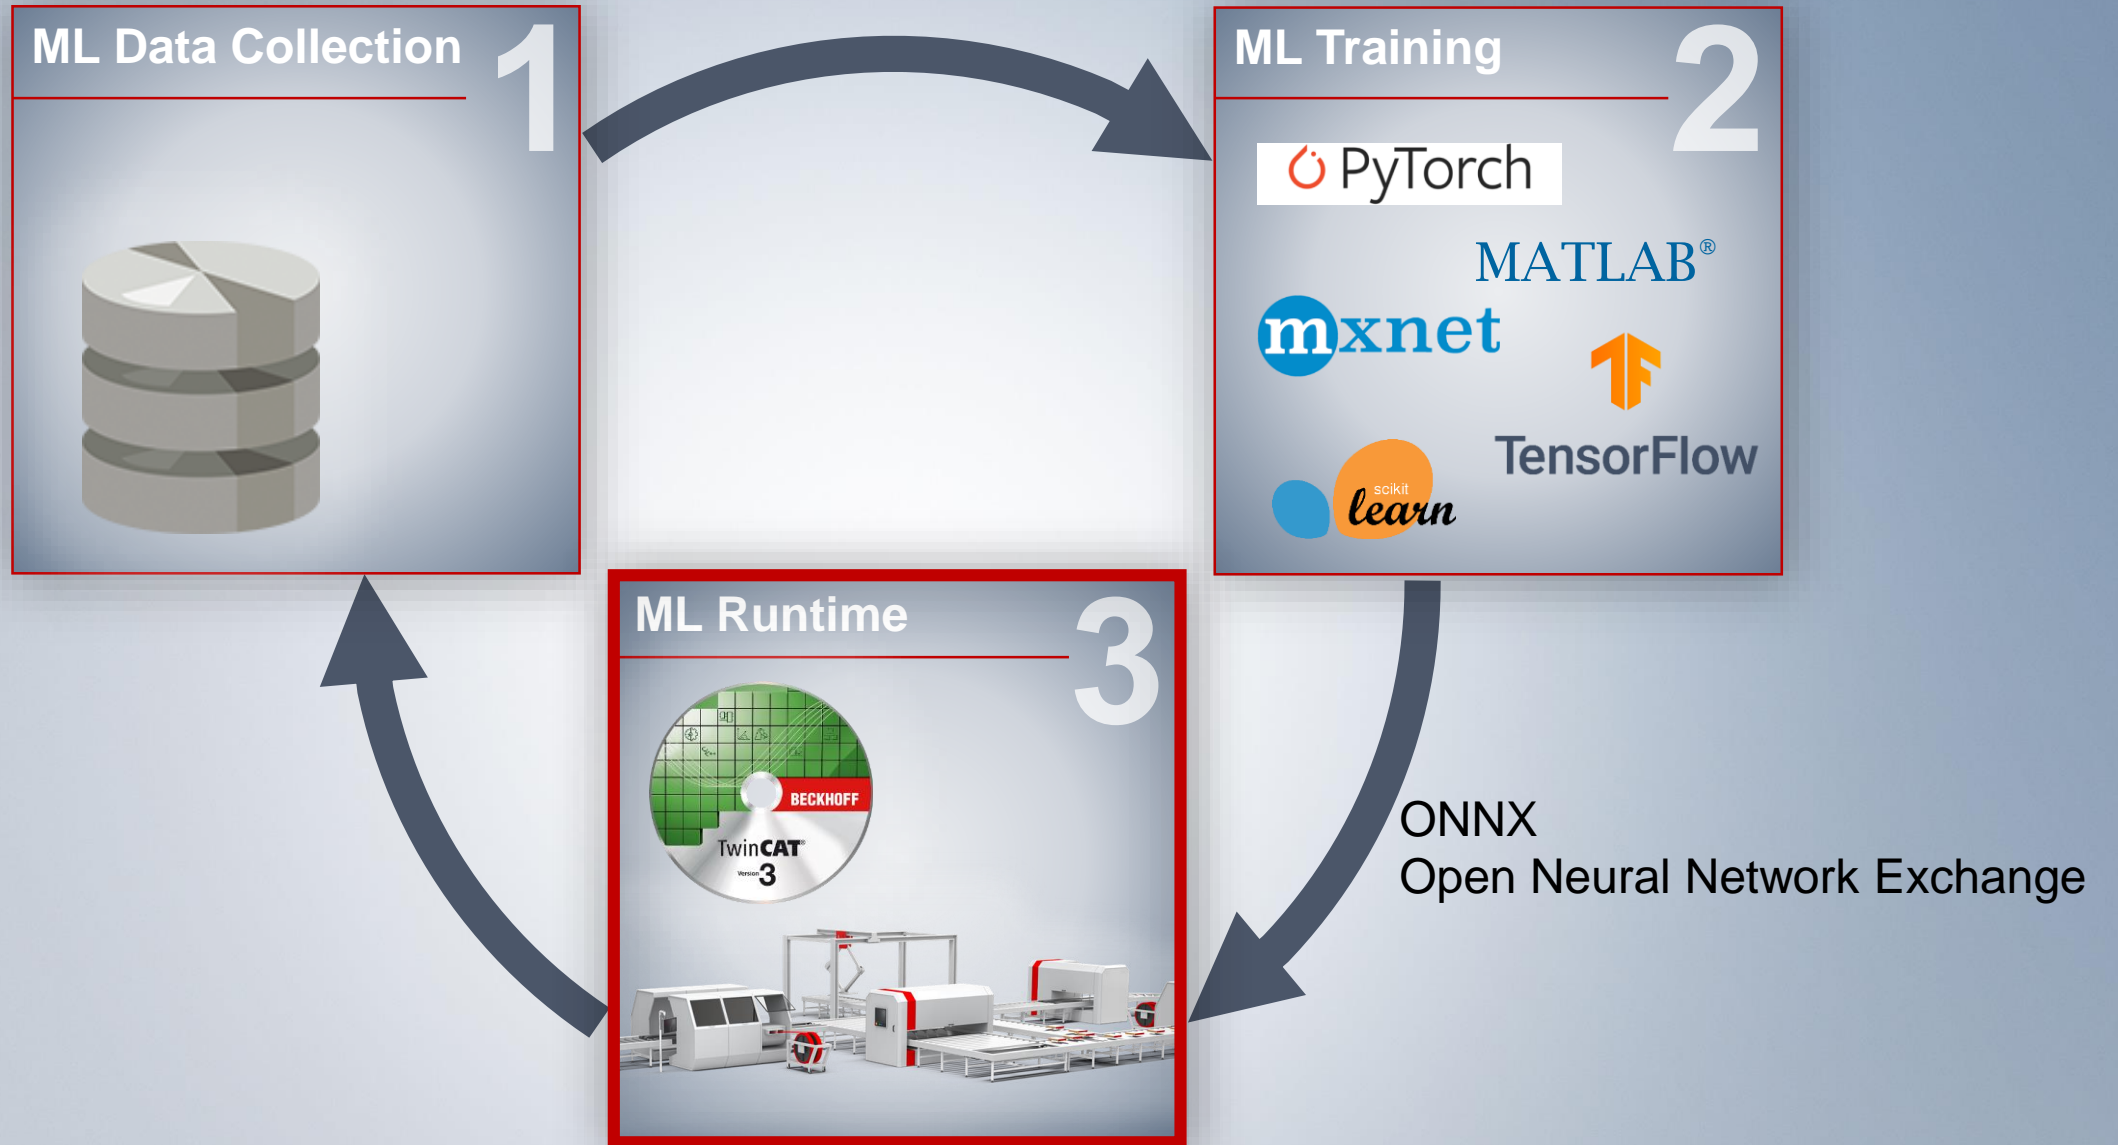 ML Data Collection
1
ML Training
2
PyTorch
MATLAB®
mxnet
TensorFlow
scikit
learn
ML Runtime
3
BECKHOFF
TwinCAT®
Version 3
ONNX
Open Neural Network Exchange